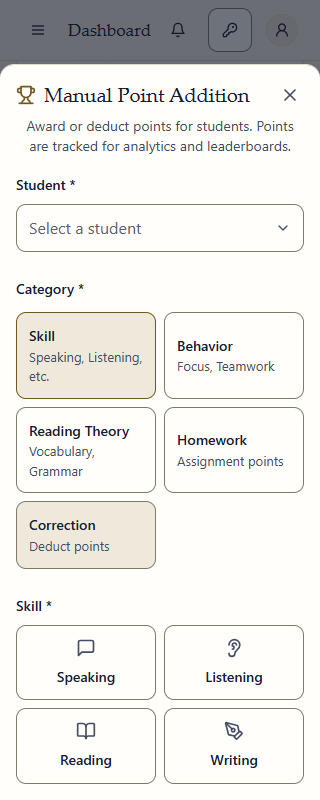 Dashboard
Manual Point Addition
Award or deduct points for students. Points
are tracked for analytics and leaderboards.
Student *
Select a student
Category *
Skill
Speaking, Listening,
etc.
Behavior
Focus, Teamwork
Reading Theory
Vocabulary,
Grammar
Homework
Assignment points
Correction
Deduct points
Skill *
Speaking
Listening
Reading
Writing